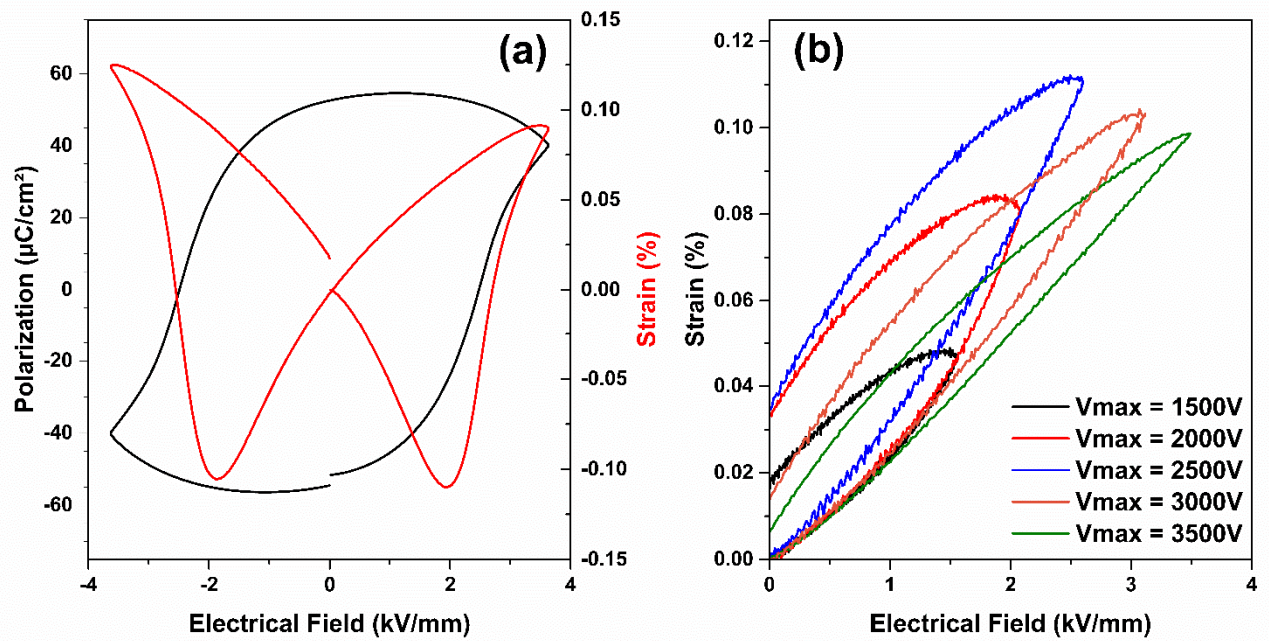 (a)
Polarization (µC/cm²)
60
40
20
0
-20
-40
-60
-4
-2
0
2
4
Electrical Field (kV/mm)
0.15
0.10
0.05
0.00
-0.05
-0.10
-0.15
Strain (%)
(b)
Strain (%)
0.12
0.10
0.08
0.06
0.04
0.02
0.00
0
1
2
3
4
Electrical Field (kV/mm)
Vmax = 1500V
Vmax = 2000V
Vmax = 2500V
Vmax = 3000V
Vmax = 3500V